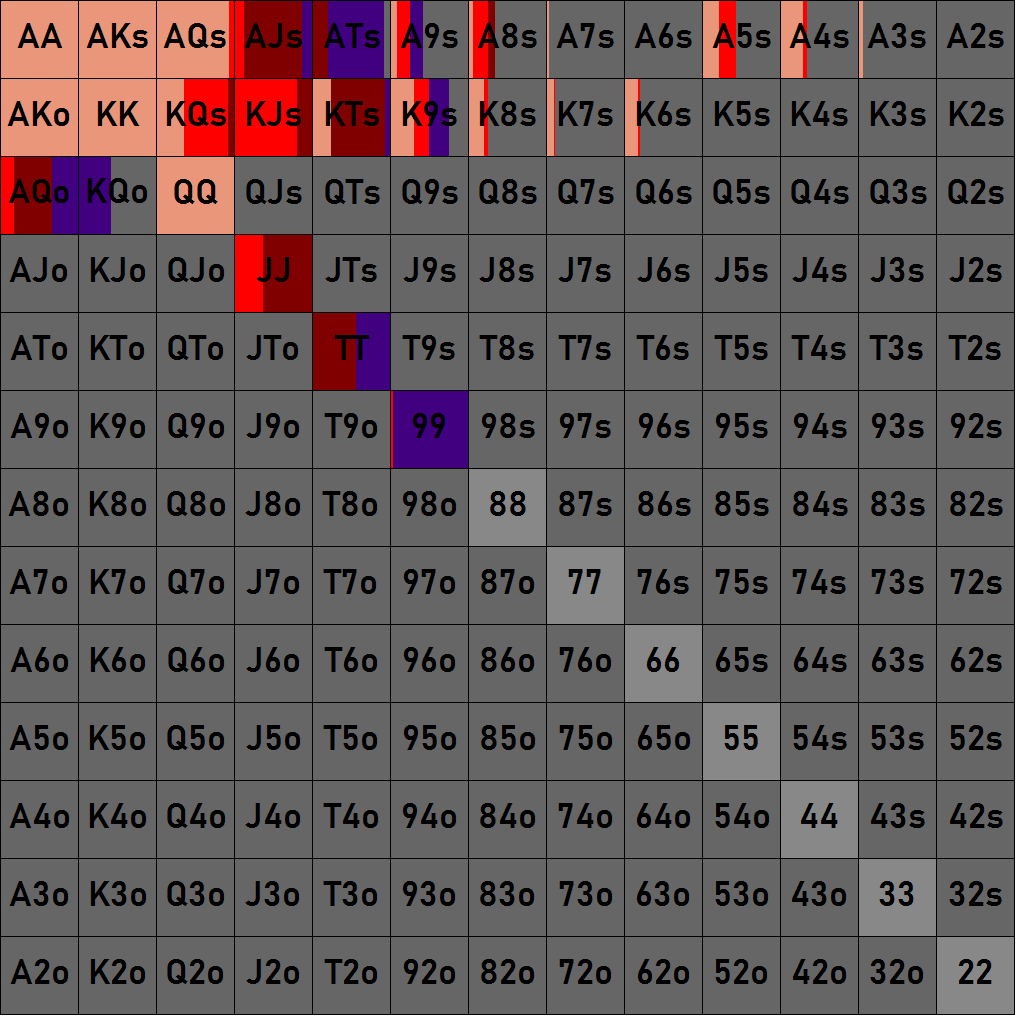 AA AKs AQs AJs ATs A9s A8s A7s A6s A5s A4s A3s A2s
AKo KK KQs KJs KTs K9s K8s K7s K6s K5s K4s K3s K2s
AQo KQo QQ QJs QTs Q9s Q8s Q7s Q6s Q5s Q4s Q3s Q2s
AJo KJo QJo JJ JTs J9s J8s J7s J6s J5s J4s J3s J2s
ATo KTo QTo JTo TT T9s T8s T7s T6s T5s T4s T3s T2s
A9o K9o Q9o J9o T9o 99 98s 97s 96s 95s 94s 93s 92s
A8o K8o Q8o J8o T8o 98o 88 87s 86s 85s 84s 83s 82s
A7o K7o Q7o J7o T7o 97o 87o 77 76s 75s 74s 73s 72s
A6o K6o Q6o J6o T6o 96o 86o 76o 66 65s 64s 63s 62s
A5o K5o Q5o J5o T5o 95o 85o 75o 65o 55 54s 53s 52s
A4o K4o Q4o J4o T4o 94o 84o 74o 64o 54o 44 43s 42s
A3o K3o Q3o J3o T3o 93o 83o 73o 63o 53o 43o 33 32s
A2o K2o Q2o J2o T2o 92o 82o 72o 62o 52o 42o 32o 22